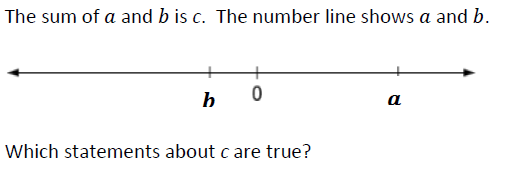 The sum of a and b is c. The number line shows a and b.
b 0 a
Which statements about c are true?